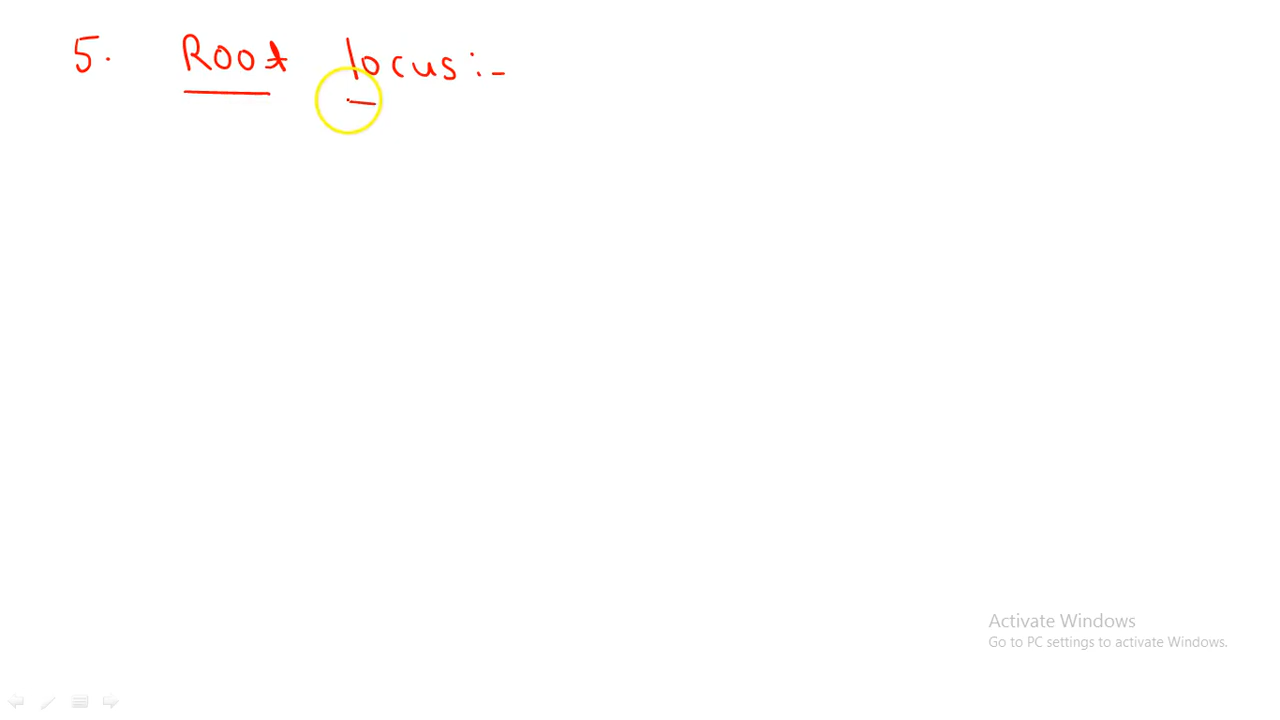 5. Root locus:-
Activate Windows
Go to PC settings to activate Windows.